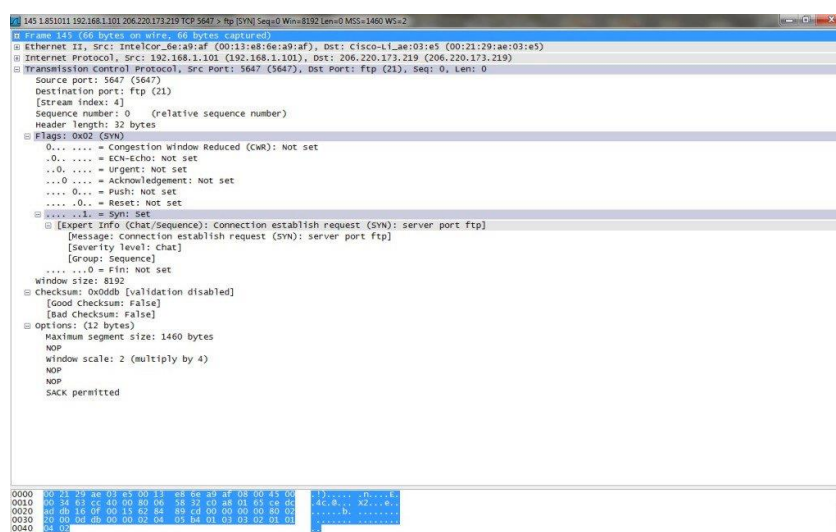 145 1.851011 192.168.1.101 206.220.173.219 TCP 5647 > ftp [SYN] Seq=0 Win=8192 Len=0 MSS=1460 WS=2
Frame 145 (66 bytes on wire, 66 bytes captured)
Ethernet II, Src: IntelCor_6e:a9:af (00:13:e8:6e:a9:af), Dst: Cisco-Li_ae:03:e5 (00:21:29:ae:03:e5)
Internet Protocol, Src: 192.168.1.101 (192.168.1.101), Dst: 206.220.173.219 (206.220.173.219)
Transmission Control Protocol, Src Port: 5647 (5647), Dst Port: ftp (21), Seq: 0, Len: 0
Source port: 5647 (5647)
Destination port: ftp (21)
[Stream index: 4]
Sequence number: 0 (relative sequence number)
Header length: 32 bytes
Flags: 0x02 (SYN)
0... .... = Congestion Window Reduced (CWR): Not set
.0.. .... = ECN-Echo: Not set
..0. .... = Urgent: Not set
...0 .... = Acknowledgement: Not set
.... 0... = Push: Not set
.... .0.. = Reset: Not set
.... ..1. = Syn: Set
[Expert Info (Chat/Sequence): Connection establish request (SYN): server port ftp]
[Message: Connection establish request (SYN): server port ftp]
[Severity level: Chat]
[Group: Sequence]
.... ...0 = Fin: Not set
Window size: 8192
Checksum: 0x0ddb [validation disabled]
[Good Checksum: False]
[Bad Checksum: False]
Options: (12 bytes)
Maximum segment size: 1460 bytes
NOP
Window scale: 2 (multiply by 4)
NOP
NOP
SACK permitted
0000 00 21 29 ae 03 e5 00 13 e8 6e a9 af 08 00 45 00 .!)..... .n....E.
0010 00 34 63 cc 40 00 80 06 58 32 c0 a8 01 65 ce dc .4c.@... X2...e..
0020 ad db 16 0f 00 15 62 84 89 cd 00 00 00 00 80 02 ......b. ........
0030 20 00 0d db 00 00 02 04 05 b4 01 03 03 02 01 01 ....... ........
0040 04 02 ..